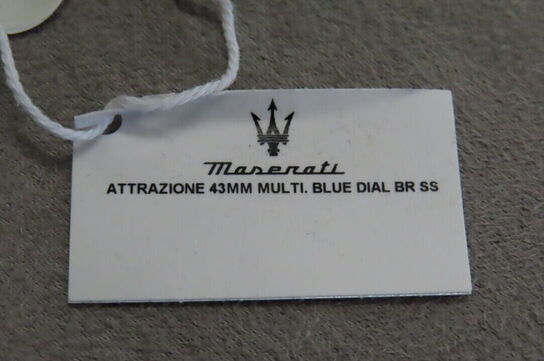 Maserati
ATTRAZIONE 43MM MULTI. BLUE DIAL BR SS